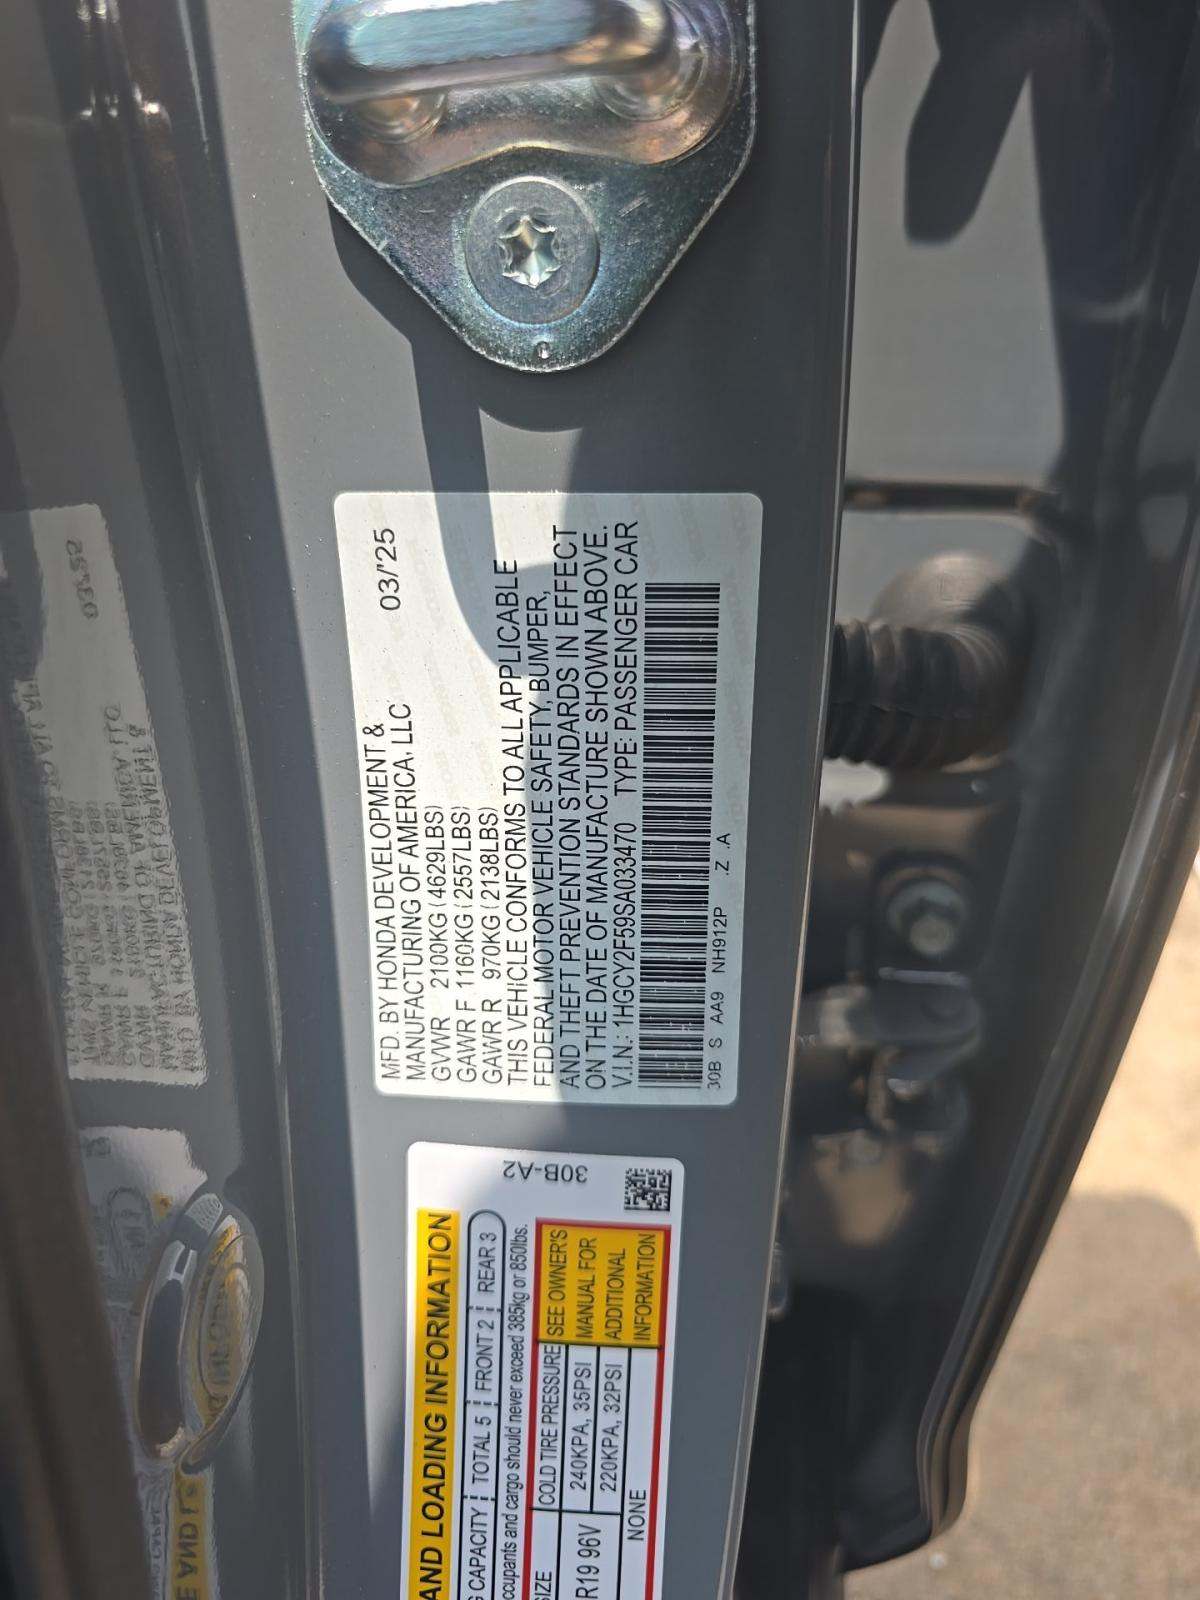 MFD. BY HONDA DEVELOPMENT &
MANUFACTURING OF AMERICA, LLC 03/'25
GVWR 2100KG (4629LBS)
GAWR F 1160KG (2557LBS)
GAWR R 970KG (2138LBS)
THIS VEHICLE CONFORMS TO ALL APPLICABLE
FEDERAL MOTOR VEHICLE SAFETY, BUMPER,
AND THEFT PREVENTION STANDARDS IN EFFECT
ON THE DATE OF MANUFACTURE SHOWN ABOVE.
V.I.N.: 1HGCY2F59SA033470 TYPE: PASSENGER CAR
30B S AA9 NH912P .Z .A
30B-A2
AND LOADING INFORMATION
CAPACITY TOTAL 5 FRONT 2 REAR 3
occupants and cargo should never exceed 385kg or 850lbs.
SIZE COLD TIRE PRESSURE
R19 96V 240KPA, 35PSI
220KPA, 32PSI
NONE
SEE OWNER'S
MANUAL FOR
ADDITIONAL
INFORMATION